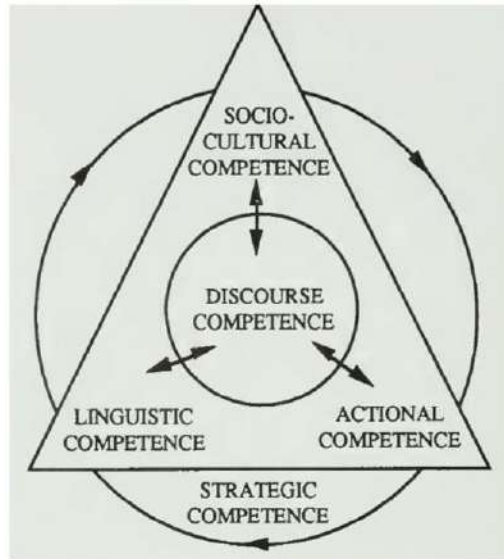 SOCIO-
CULTURAL
COMPETENCE
DISCOURSE
COMPETENCE
LINGUISTIC
COMPETENCE
ACTIONAL
COMPETENCE
STRATEGIC
COMPETENCE